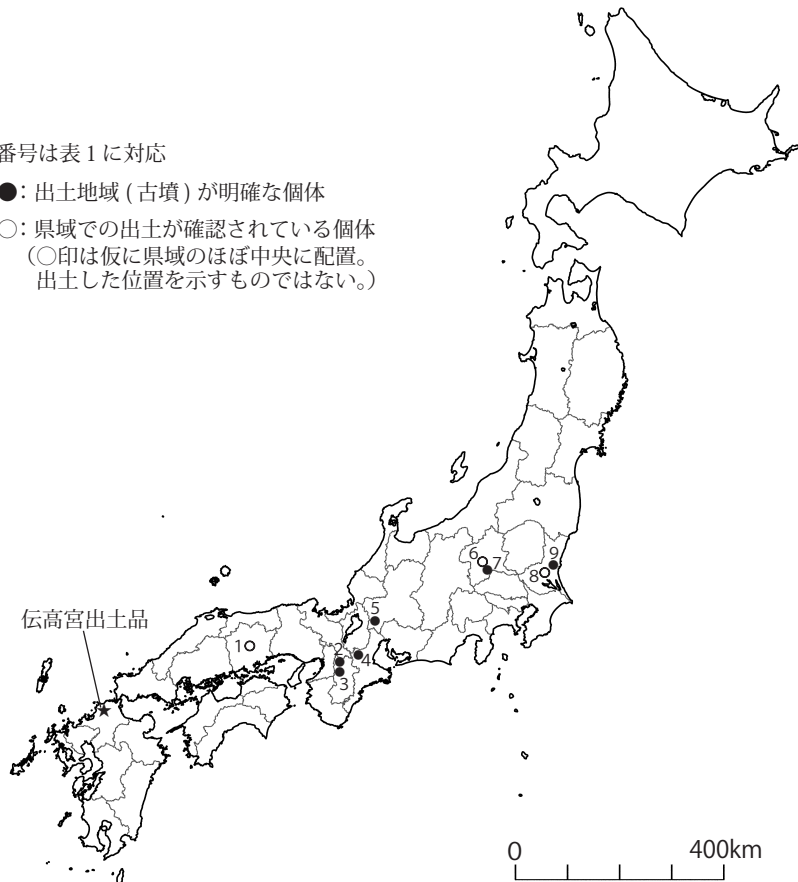 番号は表１に対応
●：出土地域 ( 古墳 ) が明確な個体
○：県域での出土が確認されている個体
（○印は仮に県域のほぼ中央に配置。
出土した位置を示すものではない。）
9
6
7
8
5
伝高宮出土品
1
2
4
3
0
400km